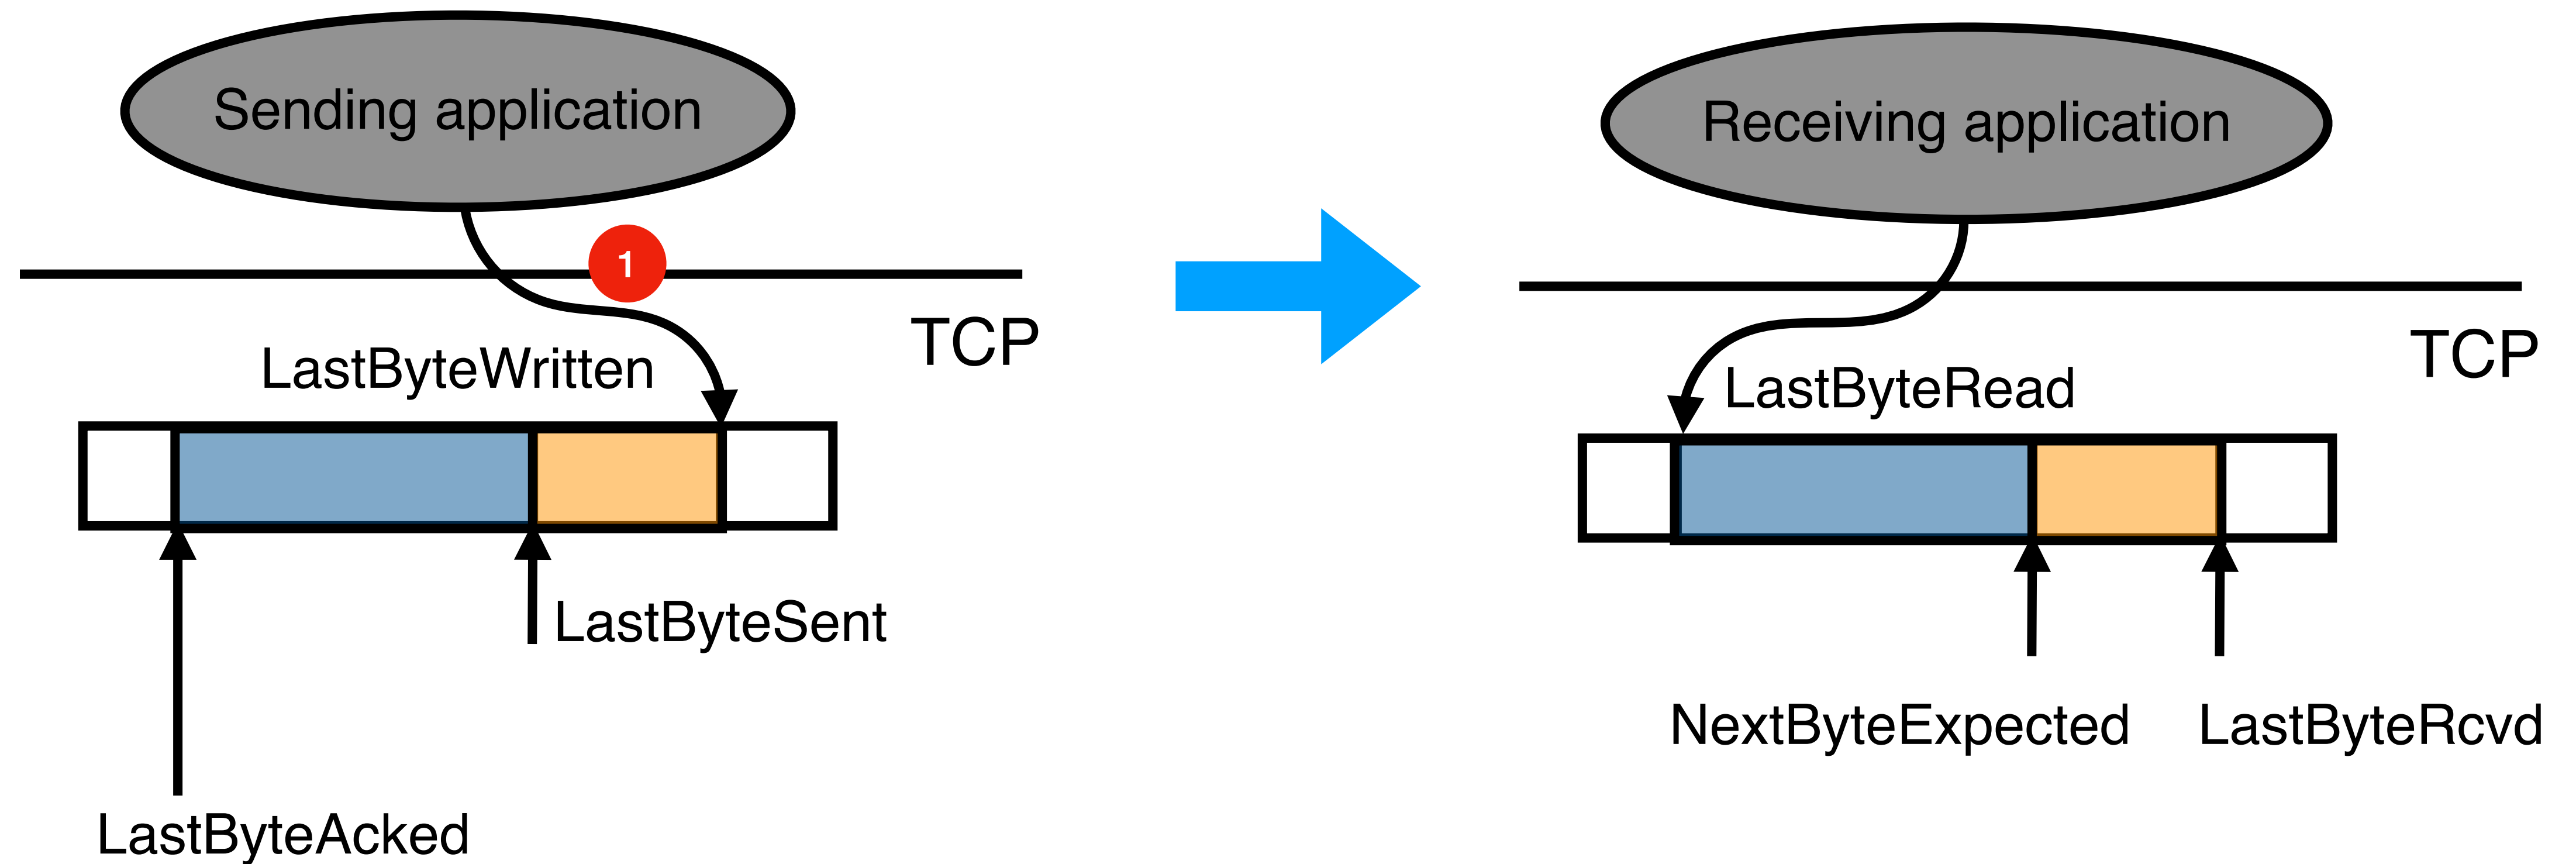 Sending application
Receiving application
1
TCP
TCP
LastByteWritten
LastByteRead
LastByteSent
NextByteExpected
LastByteRcvd
LastByteAcked